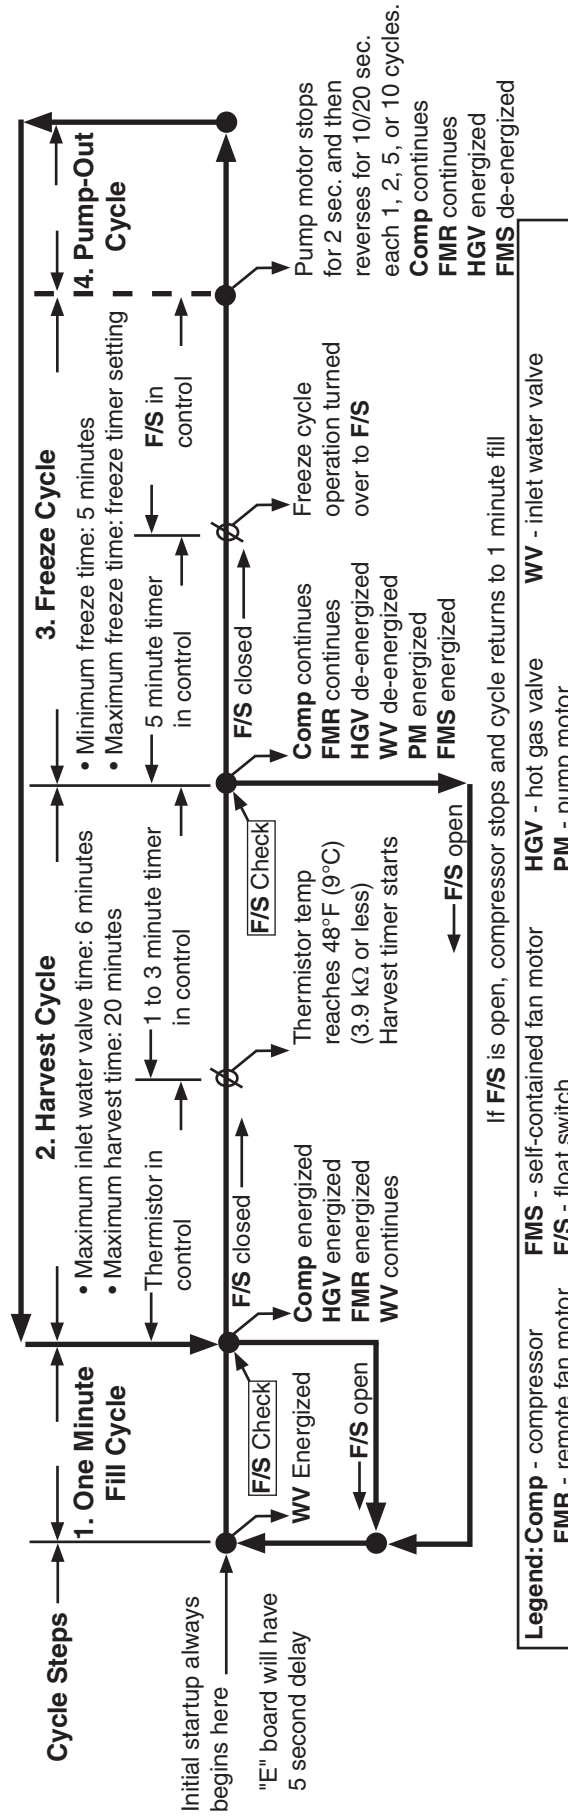 Cycle Steps
1. One Minute
Fill Cycle
2. Harvest Cycle
• Maximum inlet water valve time: 6 minutes
• Maximum harvest time: 20 minutes
Thermistor in
control
1 to 3 minute timer
in control
3. Freeze Cycle
• Minimum freeze time: 5 minutes
• Maximum freeze time: freeze timer setting
5 minute timer
in control
F/S in
control
I4. Pump-Out
Cycle
Initial startup always
begins here
"E" board will have
5 second delay
WV Energized
F/S Check
F/S open
F/S closed
Comp energized
HGV energized
FMR energized
WV continues
Thermistor temp
reaches 48°F (9°C)
(3.9 kΩ or less)
Harvest timer starts
F/S Check
F/S open
F/S closed
Comp continues
FMR continues
HGV de-energized
WV de-energized
PM energized
FMS energized
Freeze cycle
operation turned
over to F/S
Pump motor stops
for 2 sec. and then
reverses for 10/20 sec.
each 1, 2, 5, or 10 cycles.
Comp continues
FMR continues
HGV energized
FMS de-energized
If F/S is open, compressor stops and cycle returns to 1 minute fill
Legend: Comp - compressor
FMR - remote fan motor
FMS - self-contained fan motor
F/S - float switch
HGV - hot gas valve
PM - pump motor
WV - inlet water valve